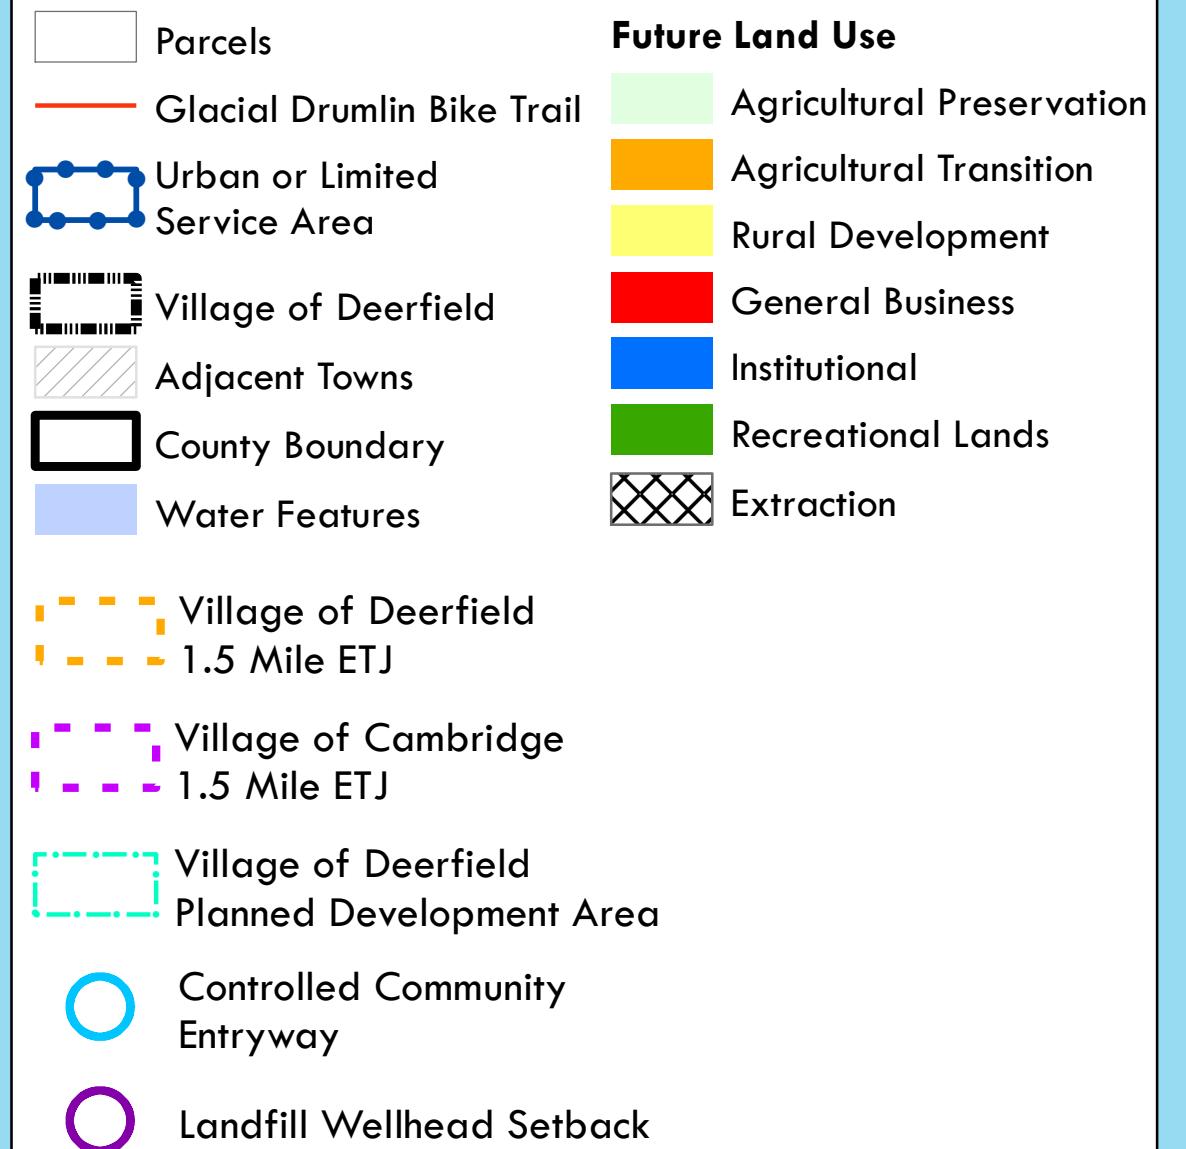 Parcels
Glacial Drumlin Bike Trail
Urban or Limited
Service Area
Village of Deerfield
Adjacent Towns
County Boundary
Water Features
Future Land Use
Agricultural Preservation
Agricultural Transition
Rural Development
General Business
Institutional
Recreational Lands
Extraction
Village of Deerfield
1.5 Mile ETJ
Village of Cambridge
1.5 Mile ETJ
Village of Deerfield
Planned Development Area
Controlled Community
Entryway
Landfill Wellhead Setback